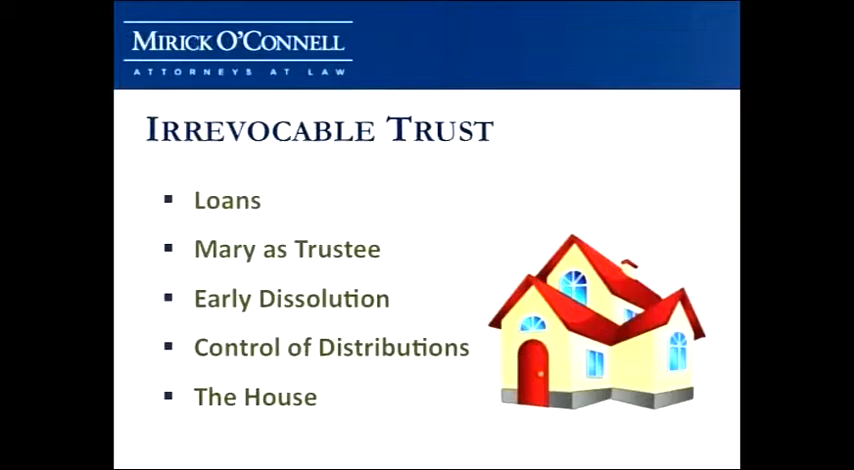 MIRICK O'CONNELL
ATTORNEYS AT LAW
IRREVOCABLE TRUST
Loans
Mary as Trustee
Early Dissolution
Control of Distributions
The House